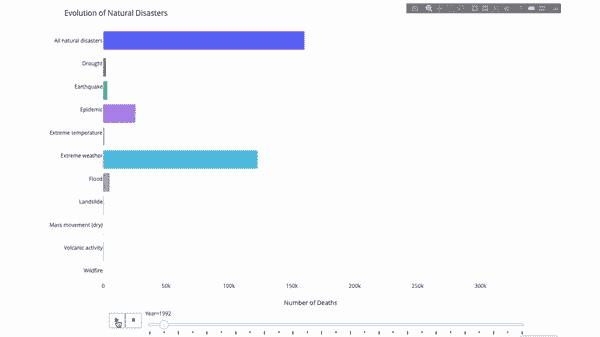 Evolution of Natural Disasters
All natural disasters
Drought
Earthquake
Epidemic
Extreme temperature
Extreme weather
Flood
Landslide
Mass movement (dry)
Volcanic activity
Wildfire
0 50k 100k 150k 200k 250k 300k
Number of Deaths
Year=1992